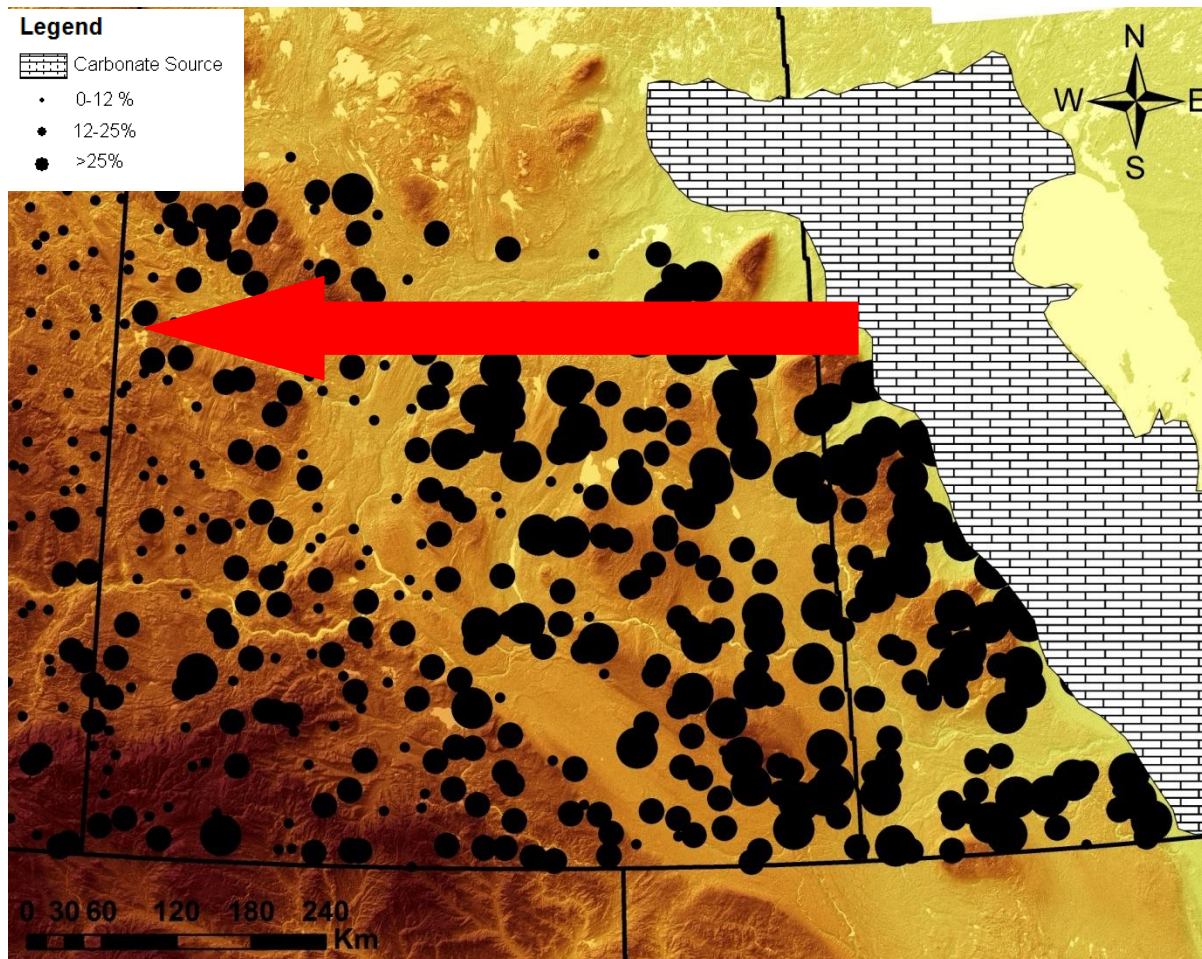 Legend
Carbonate Source
0-12 %
12-25%
>25%
N
W E
S
0 30 60 120 180 240
Km